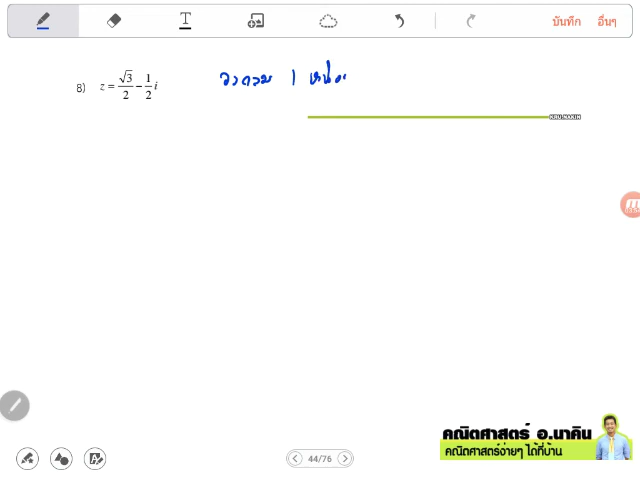 T
บันทึก อื่นๆ
8) z = √3/2 − 1/2 i
วงกลม 1 หน่วย
KRU.NAKIN
44/76
คณิตศาสตร์ อ.นาคิน
คณิตศาสตร์ง่ายๆ ได้ที่บ้าน